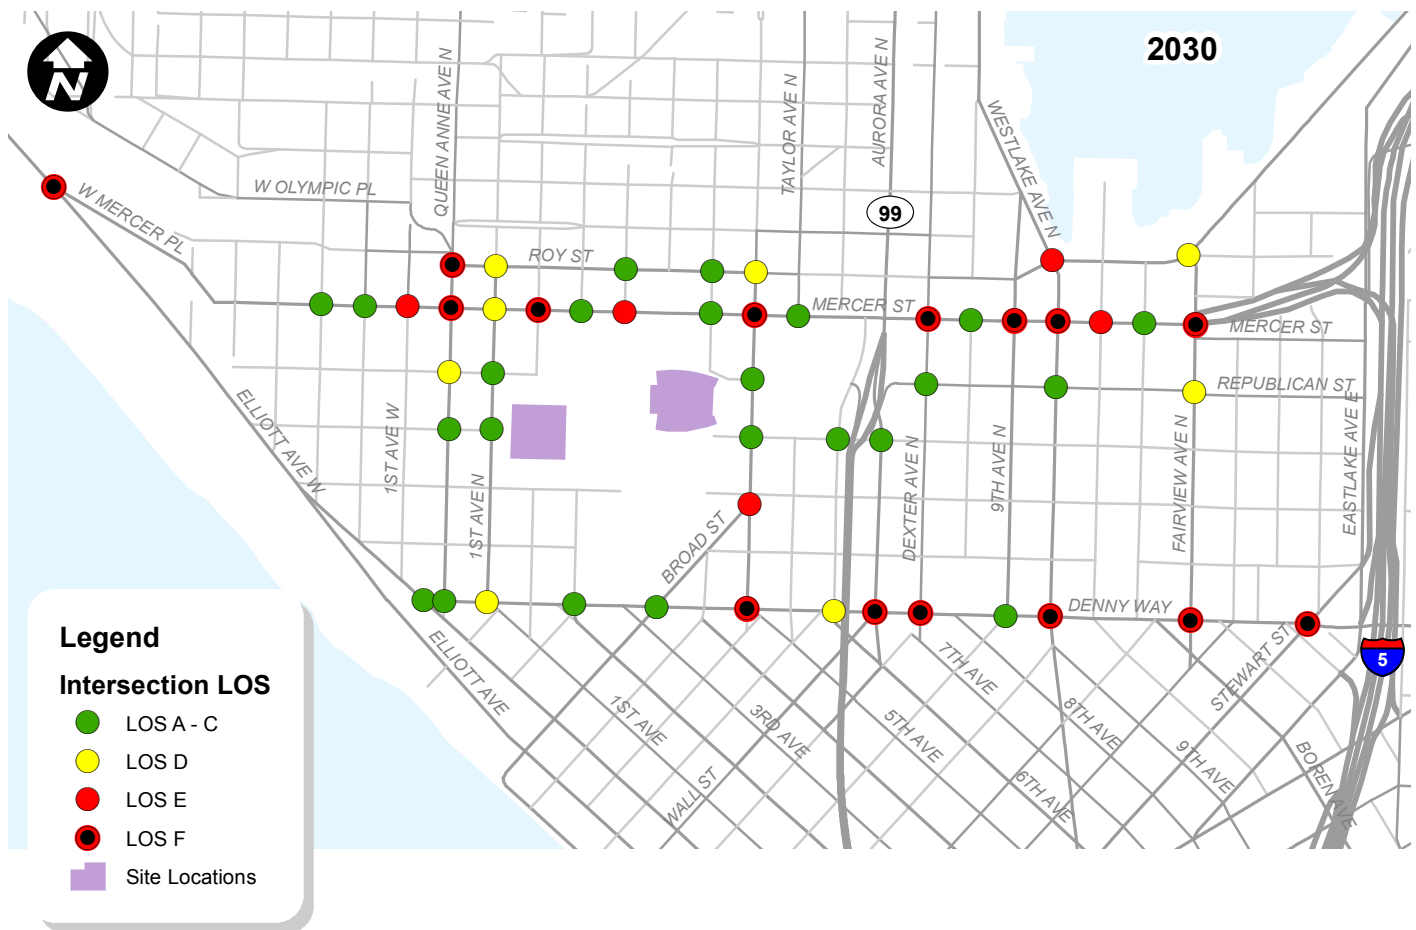 2030
N
QUEEN ANNE AVE N
TAYLOR AVE N
AURORA AVE N
WESTLAKE AVE N
W OLYMPIC PL
W MERCER PL
99
ROY ST
MERCER ST
MERCER ST
REPUBLICAN ST
ELLIOTT AVE W
1ST AVE W
1ST AVE N
BROAD ST
DEXTER AVE N
9TH AVE N
FAIRVIEW AVE N
EASTLAKE AVE E
DENNY WAY
ELLIOTT AVE
1ST AVE
3RD AVE
5TH AVE
7TH AVE
8TH AVE
6TH AVE
9TH AVE
WALL ST
STEWART ST
BOREN AVE
5
Legend
Intersection LOS
LOS A - C
LOS D
LOS E
LOS F
Site Locations